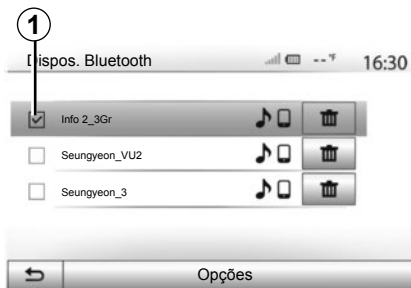 1
Dispos. Bluetooth -- °F 16:30
Info 2_3Gr
Seungyeon_VU2
Seungyeon_3
Opções